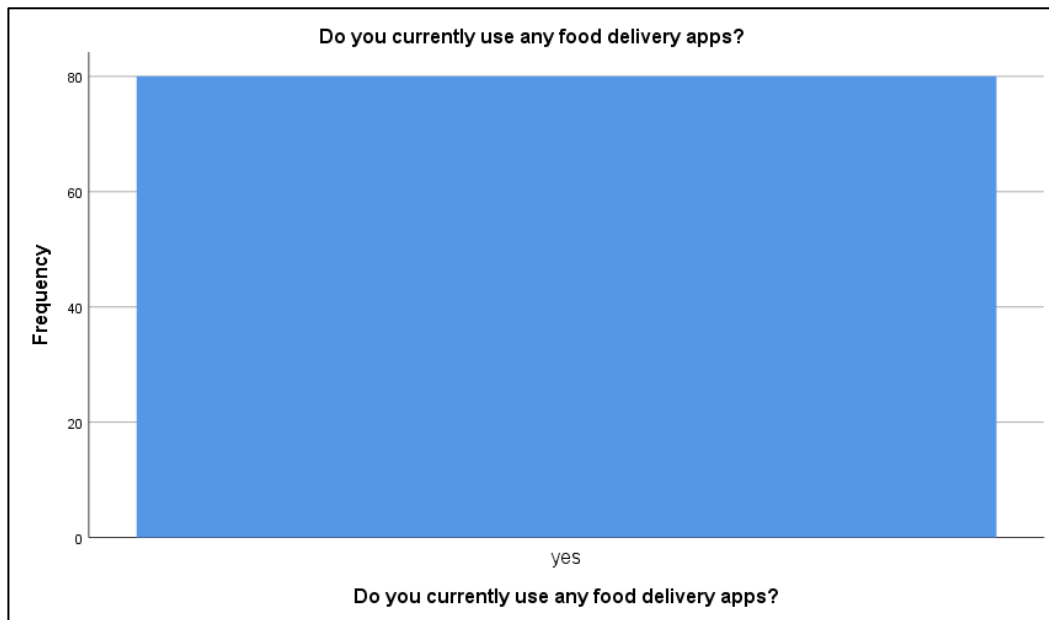 Do you currently use any food delivery apps?
80
60
40
20
0
Frequency
yes
Do you currently use any food delivery apps?